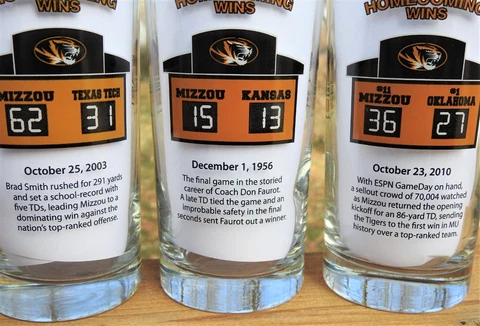 HOMECOMING
WINS
MIZZOU TEXAS TECH
62 31
October 25, 2003
Brad Smith rushed for 291 yards
and set a school-record with
five TDs, leading Mizzou to a
dominating win against the
nation's top-ranked offense.
HOMECOMING
WINS
MIZZOU KANSAS
15 13
December 1, 1956
The final game in the storied
career of Coach Don Faurot.
A late TD tied the game and an
improbable safety in the final
seconds sent Faurot out a winner.
HOMECOMING
WINS
#11 #1
MIZZOU OKLAHOMA
36 27
October 23, 2010
With ESPN GameDay on hand,
a sellout crowd of 70,004 watched
as Mizzou returned the opening
kickoff for an 86-yard TD, sending
the Tigers to the first win in MU
history over a top-ranked team.